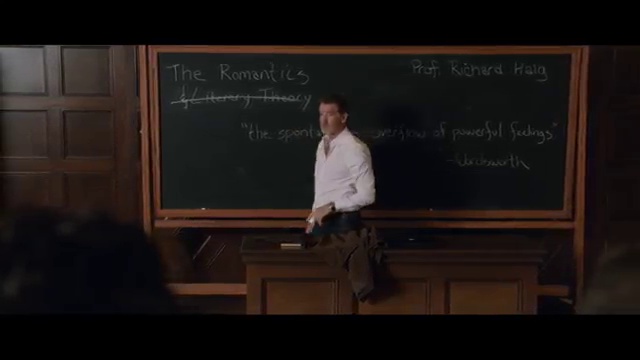 The Romantics
Prof. Richard Haig
& Literary Theory
"the spont overflow of powerful feelings"
- Wordsworth